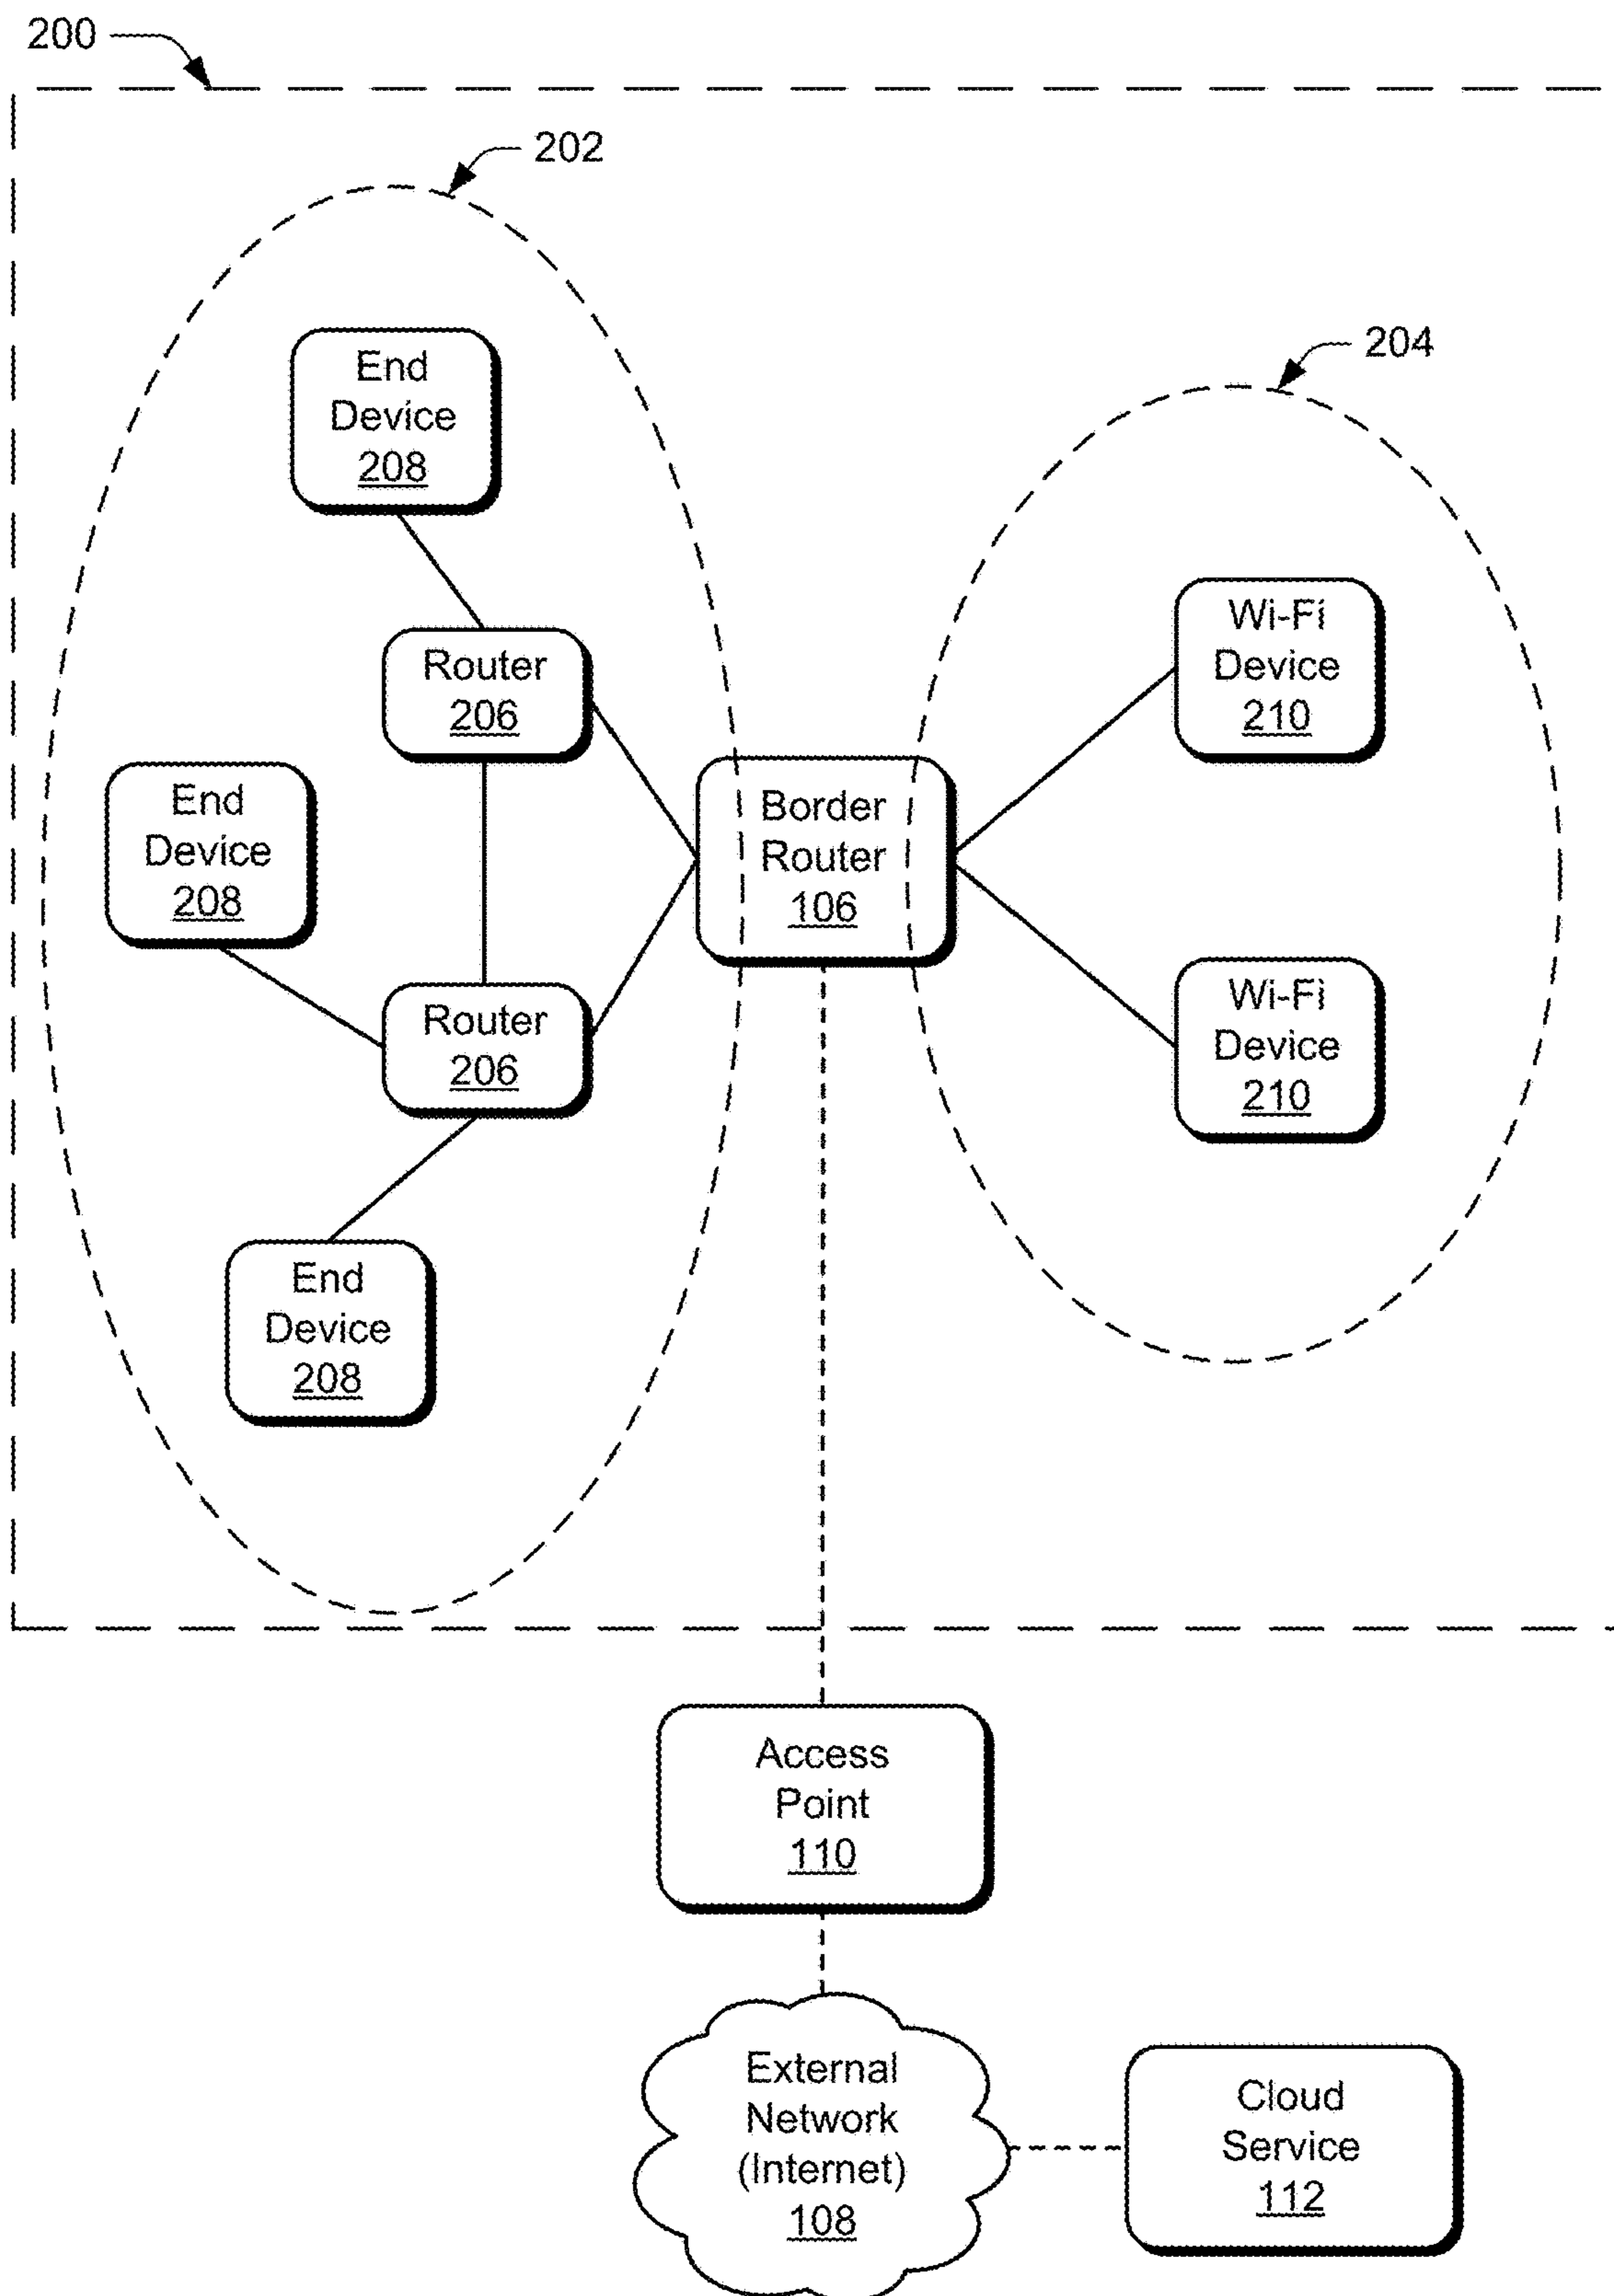 200
202
204
End
Device
208
Router
206
Wi-Fi
Device
210
End
Device
208
Border
Router
106
Router
206
Wi-Fi
Device
210
End
Device
208
Access
Point
110
External
Network
(Internet)
108
Cloud
Service
112